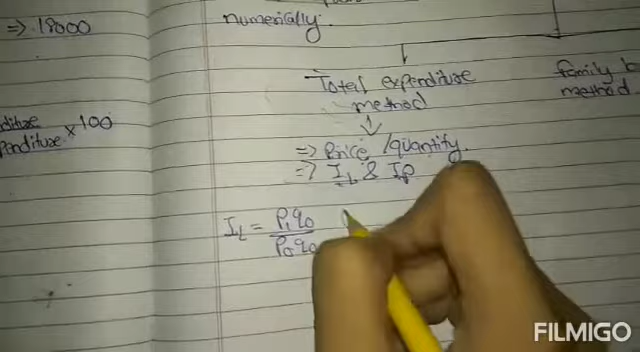 => 18000
numerically.
Total expenditure
method
family b
method.
diture
penditure × 100
=> Price /quantity.
=> IL & IP
IL = P1q0
P0q0
FILMIGO